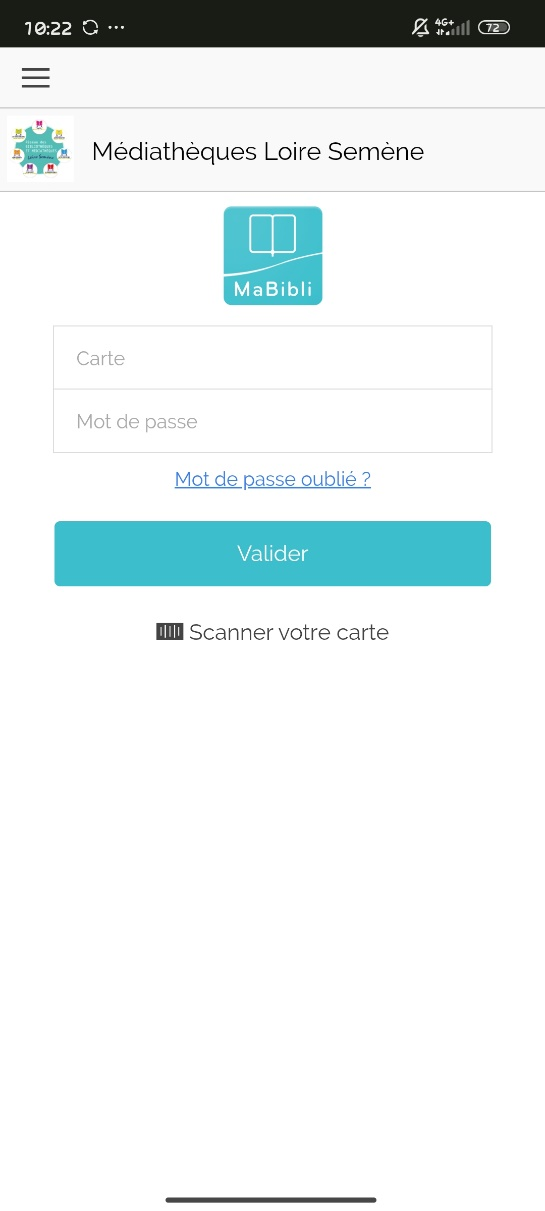 10:22
4G+
72
Médiathèques Loire Semène
MaBibli
Carte
Mot de passe
Mot de passe oublié ?
Valider
Scanner votre carte